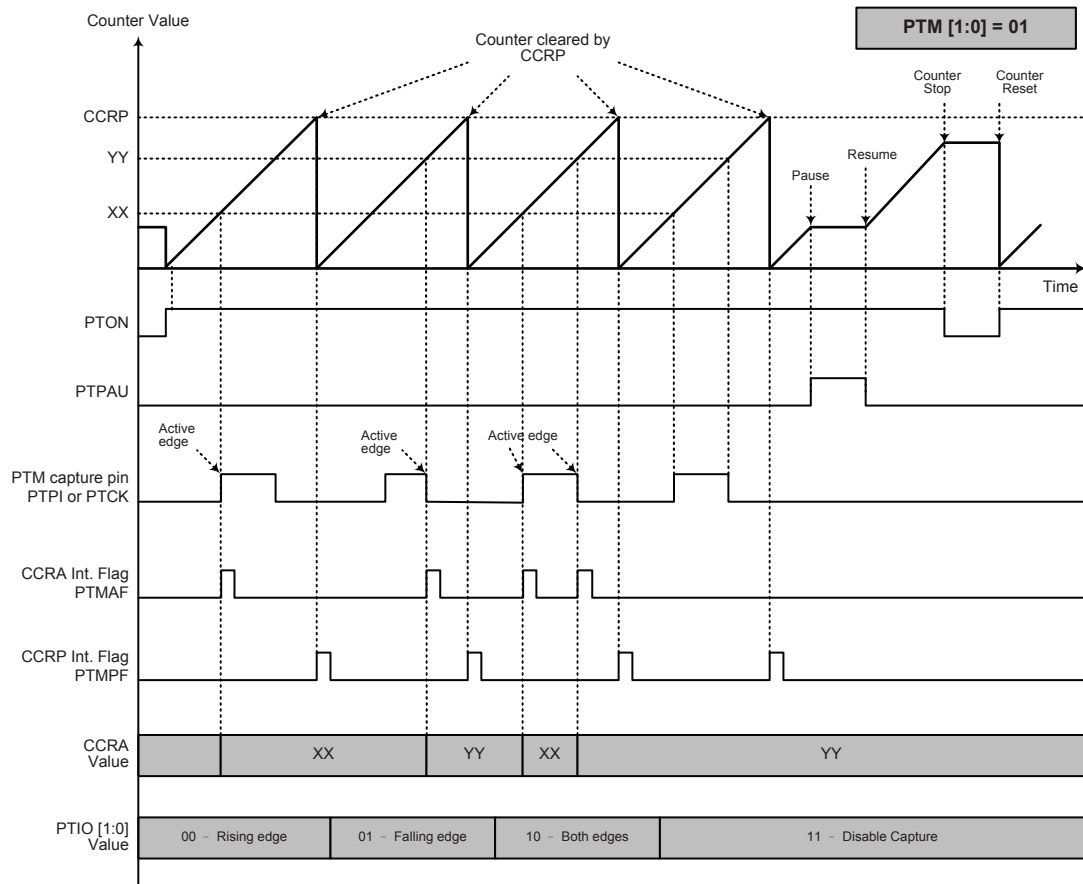 Counter Value
PTM [1:0] = 01
Counter cleared by
CCRP
Counter
Stop
Counter
Reset
CCRP
YY
Resume
Pause
XX
Time
PTON
PTPAU
Active
edge
Active
edge
Active edge
PTM capture pin
PTPI or PTCK
CCRA Int. Flag
PTMAF
CCRP Int. Flag
PTMPF
CCRA
Value
XX
YY
XX
YY
PTIO [1:0]
Value
00 - Rising edge
01 - Falling edge
10 - Both edges
11 - Disable Capture